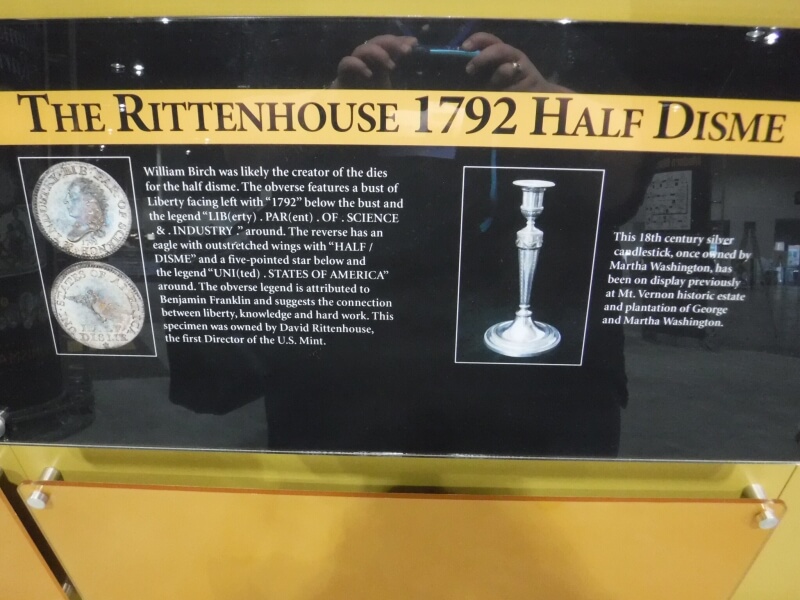 THE RITTENHOUSE 1792 HALF DISME
William Birch was likely the creator of the dies
for the half disme. The obverse features a bust of
Liberty facing left with "1792" below the bust and
the legend "LIB(erty) . PAR(ent) . OF . SCIENCE
& . INDUSTRY ." around. The reverse has an
eagle with outstretched wings with "HALF /
DISME" and a five-pointed star below and
the legend "UNI(ted) . STATES OF AMERICA"
around. The obverse legend is attributed to
Benjamin Franklin and suggests the connection
between liberty, knowledge and hard work. This
specimen was owned by David Rittenhouse,
the first Director of the U.S. Mint.
This 18th century silver
candlestick, once owned by
Martha Washington, has
been on display previously
at Mt. Vernon historic estate
and plantation of George
and Martha Washington.